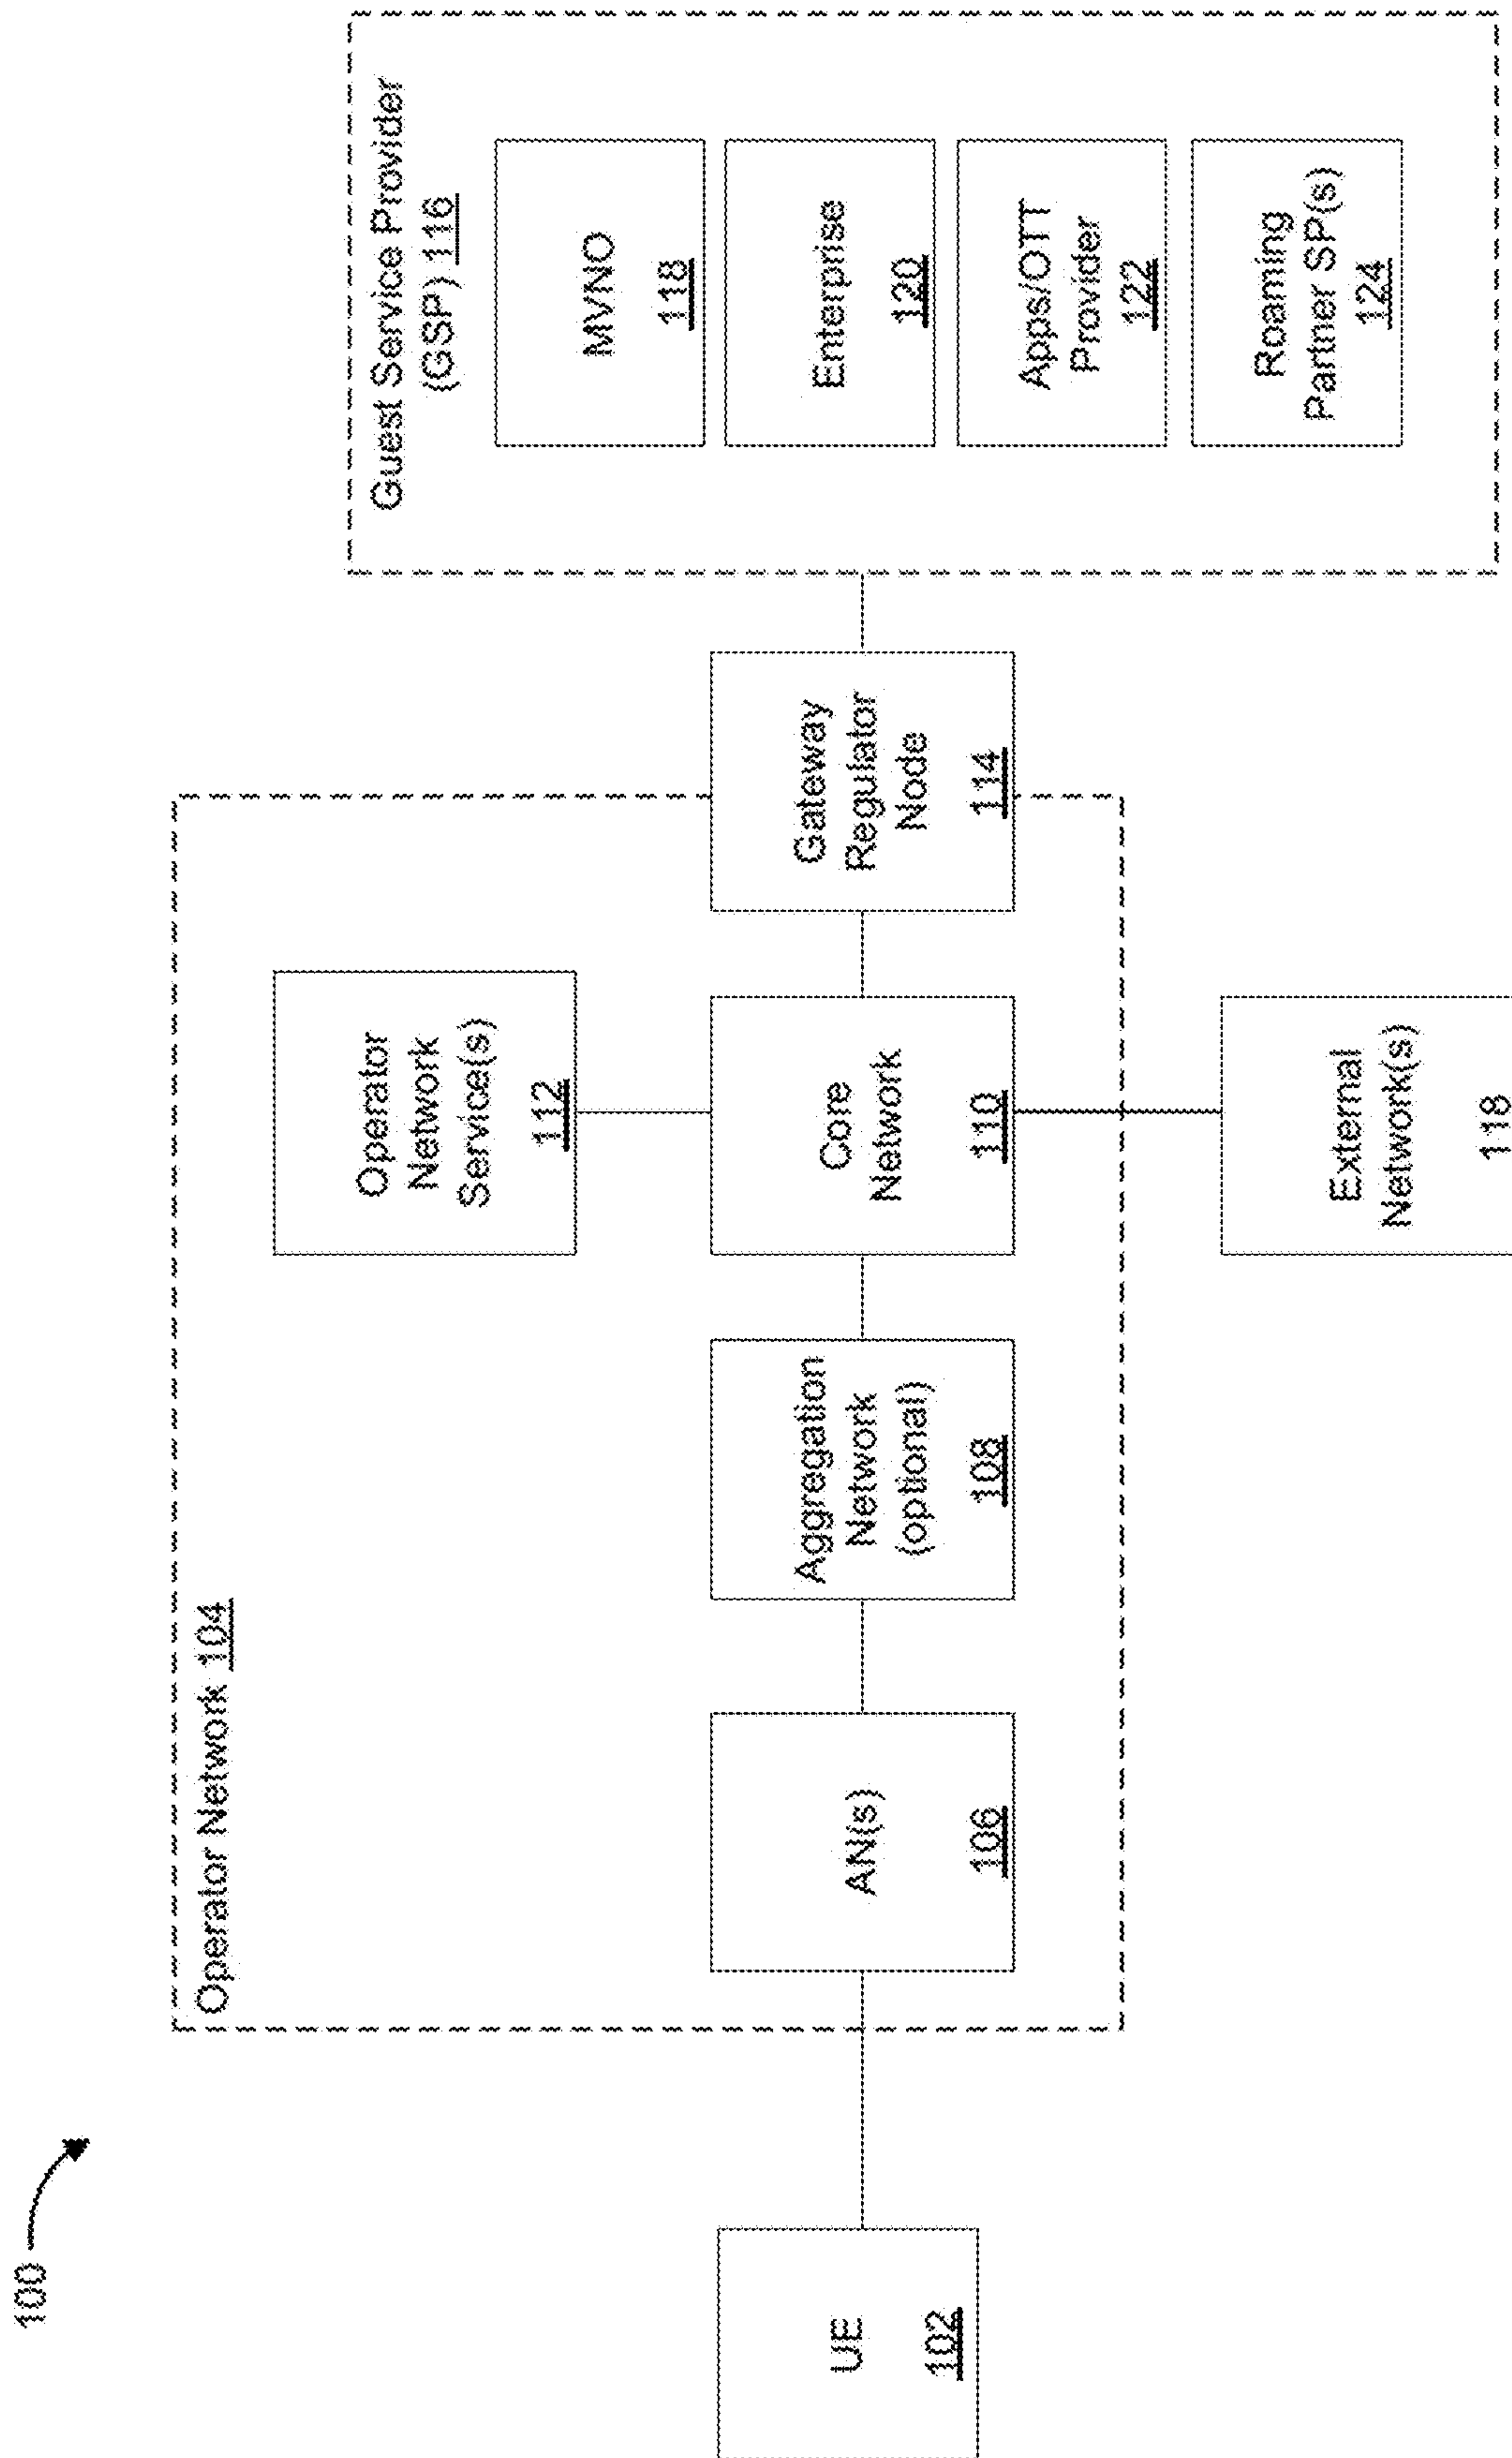 100
UE
102
Operator Network 104
AN(s)
106
Aggregation
Network
(optional)
108
Operator
Network
Service(s)
112
Core
Network
110
External
Network(s)
118
Gateway
Regulator
Node
114
Guest Service Provider
(GSP) 116
MVNO
118
Enterprise
120
Apps/OTT
Provider
122
Roaming
Partner SP(s)
124